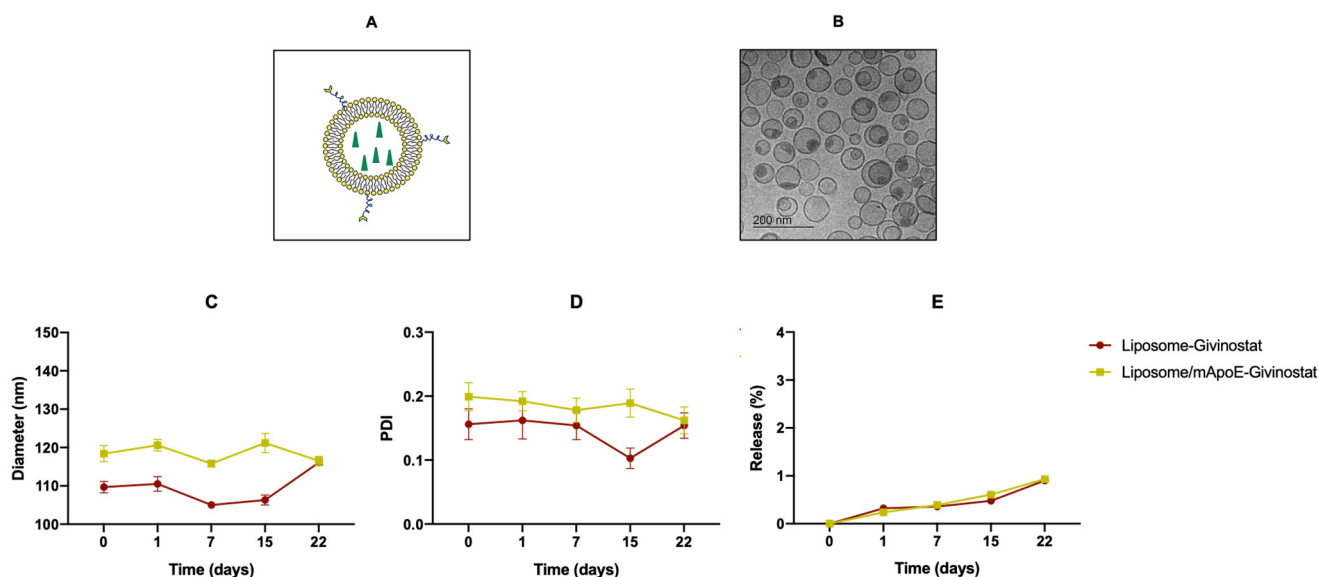 A
B
200 nm
C
D
E
150
140
130
120
110
100
Diameter (nm)
0 1 7 15 22
Time (days)
0.3
0.2
0.1
0.0
PDI
0 1 7 15 22
Time (days)
4
3
2
1
0
Release (%)
0 1 7 15 22
Time (days)
Liposome-Givinostat
Liposome/mApoE-Givinostat